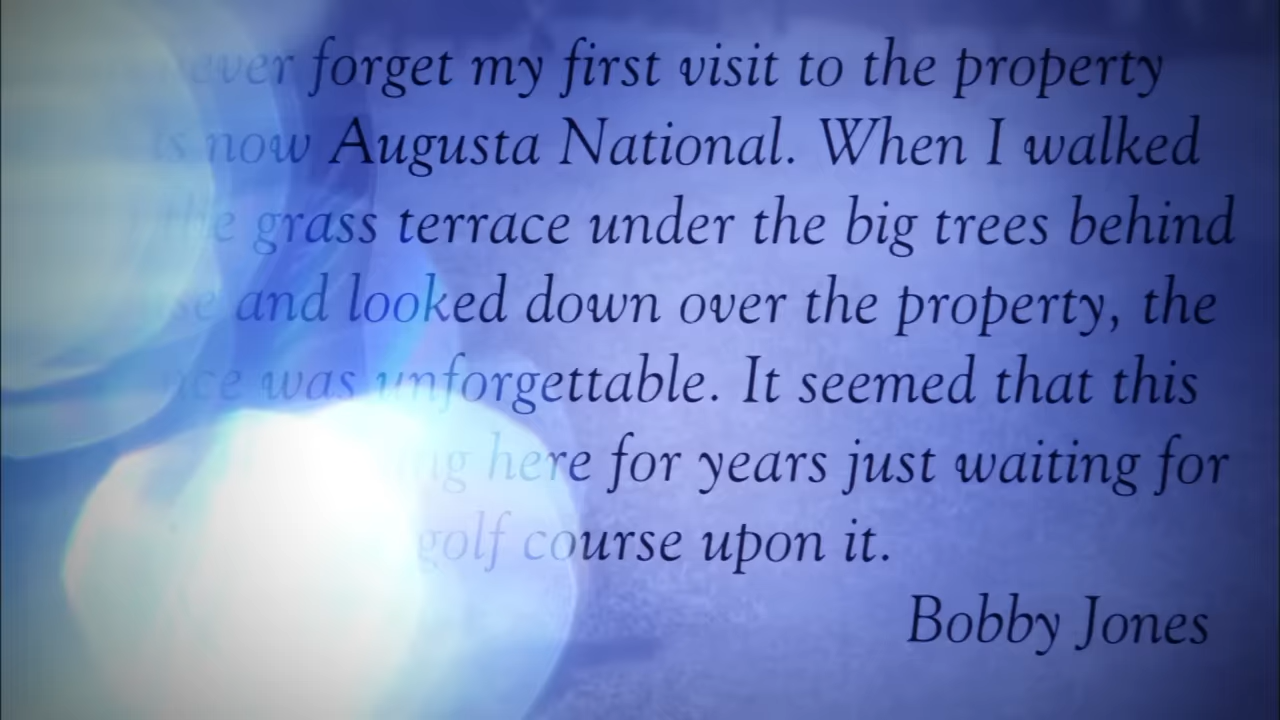 forget my first visit to the property
is now Augusta National. When I walked
the grass terrace under the big trees behind
and looked down over the property, the
was unforgettable. It seemed that this
here for years just waiting for
golf course upon it.
Bobby Jones